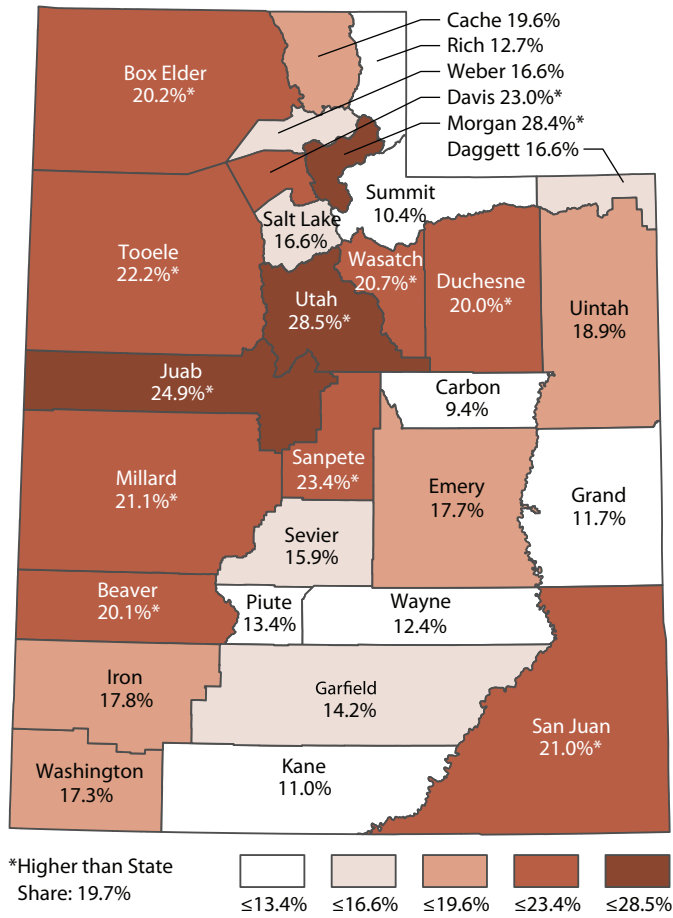 Cache 19.6%
Rich 12.7%
Weber 16.6%
Davis 23.0%*
Morgan 28.4%*
Daggett 16.6%
Box Elder
20.2%*
Summit
10.4%
Salt Lake
16.6%
Tooele
22.2%*
Wasatch
20.7%*
Duchesne
20.0%*
Uintah
18.9%
Utah
28.5%*
Juab
24.9%*
Carbon
9.4%
Sanpete
23.4%*
Millard
21.1%*
Emery
17.7%
Grand
11.7%
Sevier
15.9%
Beaver
20.1%*
Piute
13.4%
Wayne
12.4%
Iron
17.8%
Garfield
14.2%
San Juan
21.0%*
Washington
17.3%
Kane
11.0%
*Higher than State
Share: 19.7%
≤13.4%
≤16.6%
≤19.6%
≤23.4%
≤28.5%